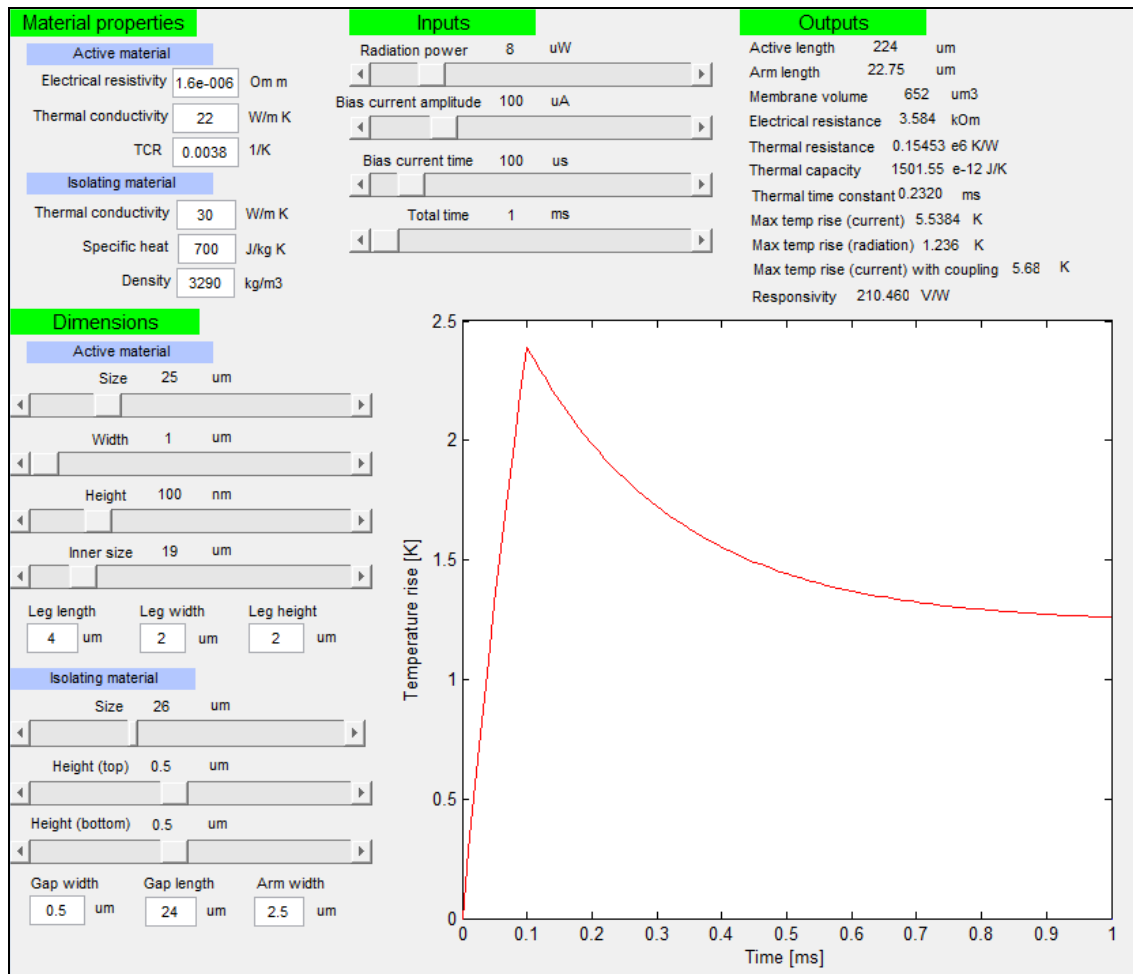 Material properties
Active material
Electrical resistivity 1.6e-006 Om m
Thermal conductivity 22 W/m K
TCR 0.0038 1/K
Isolating material
Thermal conductivity 30 W/m K
Specific heat 700 J/kg K
Density 3290 kg/m3
Inputs
Radiation power 8 uW
Bias current amplitude 100 uA
Bias current time 100 us
Total time 1 ms
Outputs
Active length 224 um
Arm length 22.75 um
Membrane volume 652 um3
Electrical resistance 3.584 kOm
Thermal resistance 0.15453 e6 K/W
Thermal capacity 1501.55 e-12 J/K
Thermal time constant 0.2320 ms
Max temp rise (current) 5.5384 K
Max temp rise (radiation) 1.236 K
Max temp rise (current) with coupling 5.68 K
Responsivity 210.460 V/W
Dimensions
Active material
Size 25 um
Width 1 um
Height 100 nm
Inner size 19 um
Leg length Leg width Leg height
4 um 2 um 2 um
Isolating material
Size 26 um
Height (top) 0.5 um
Height (bottom) 0.5 um
Gap width Gap length Arm width
0.5 um 24 um 2.5 um
Temperature rise [K]
2.5
2
1.5
1
0.5
0
0 0.1 0.2 0.3 0.4 0.5 0.6 0.7 0.8 0.9 1
Time [ms]